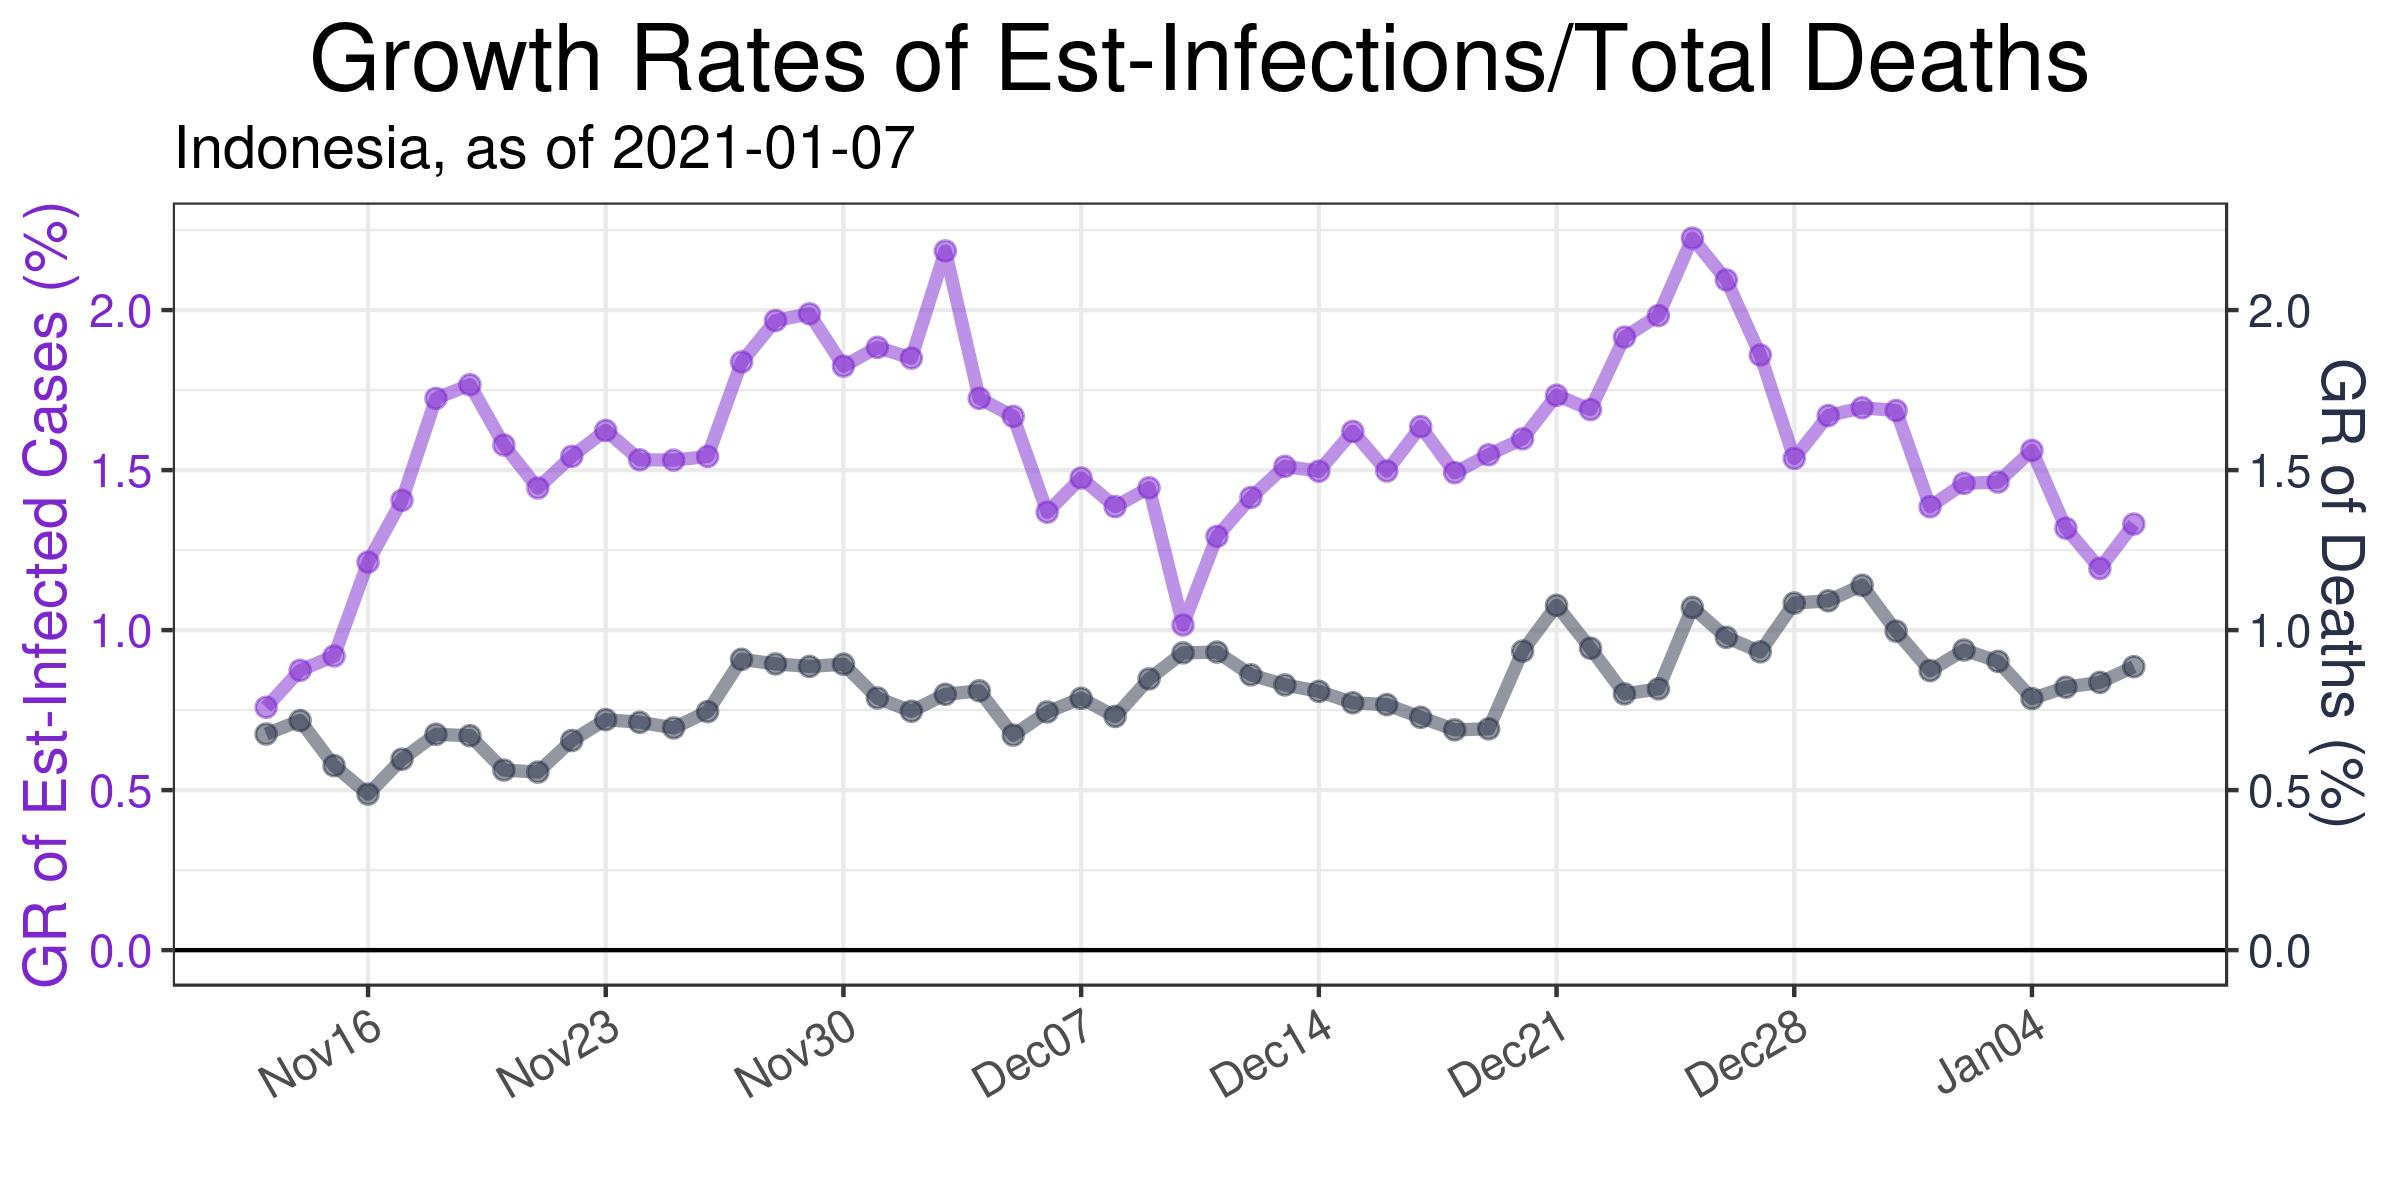 Growth Rates of Est-Infections/Total Deaths
Indonesia, as of 2021-01-07
GR of Est-Infected Cases (%)
2.0
1.5
1.0
0.5
0.0
2.0
1.5
1.0
0.5
0.0
GR of Deaths (%)
Nov16
Nov23
Nov30
Dec07
Dec14
Dec21
Dec28
Jan04